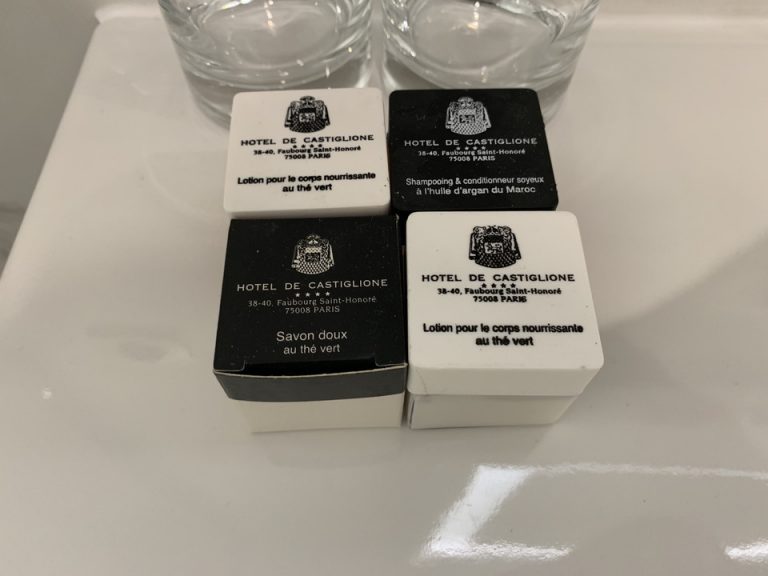 HOTEL DE CASTIGLIONE
★★★★
38-40, Faubourg Saint-Honoré
75008 PARIS
Lotion pour le corps nourrissante
au thé vert
HOTEL DE CASTIGLIONE
★★★★
38-40, Faubourg Saint-Honoré
75008 PARIS
Shampooing & conditionneur soyeux
à l'huile d'argan du Maroc
HOTEL DE CASTIGLIONE
★★★★
38-40, Faubourg Saint-Honoré
75008 PARIS
Savon doux
au thé vert
HOTEL DE CASTIGLIONE
★★★★
38-40, Faubourg Saint-Honoré
75008 PARIS
Lotion pour le corps nourrissante
au thé vert